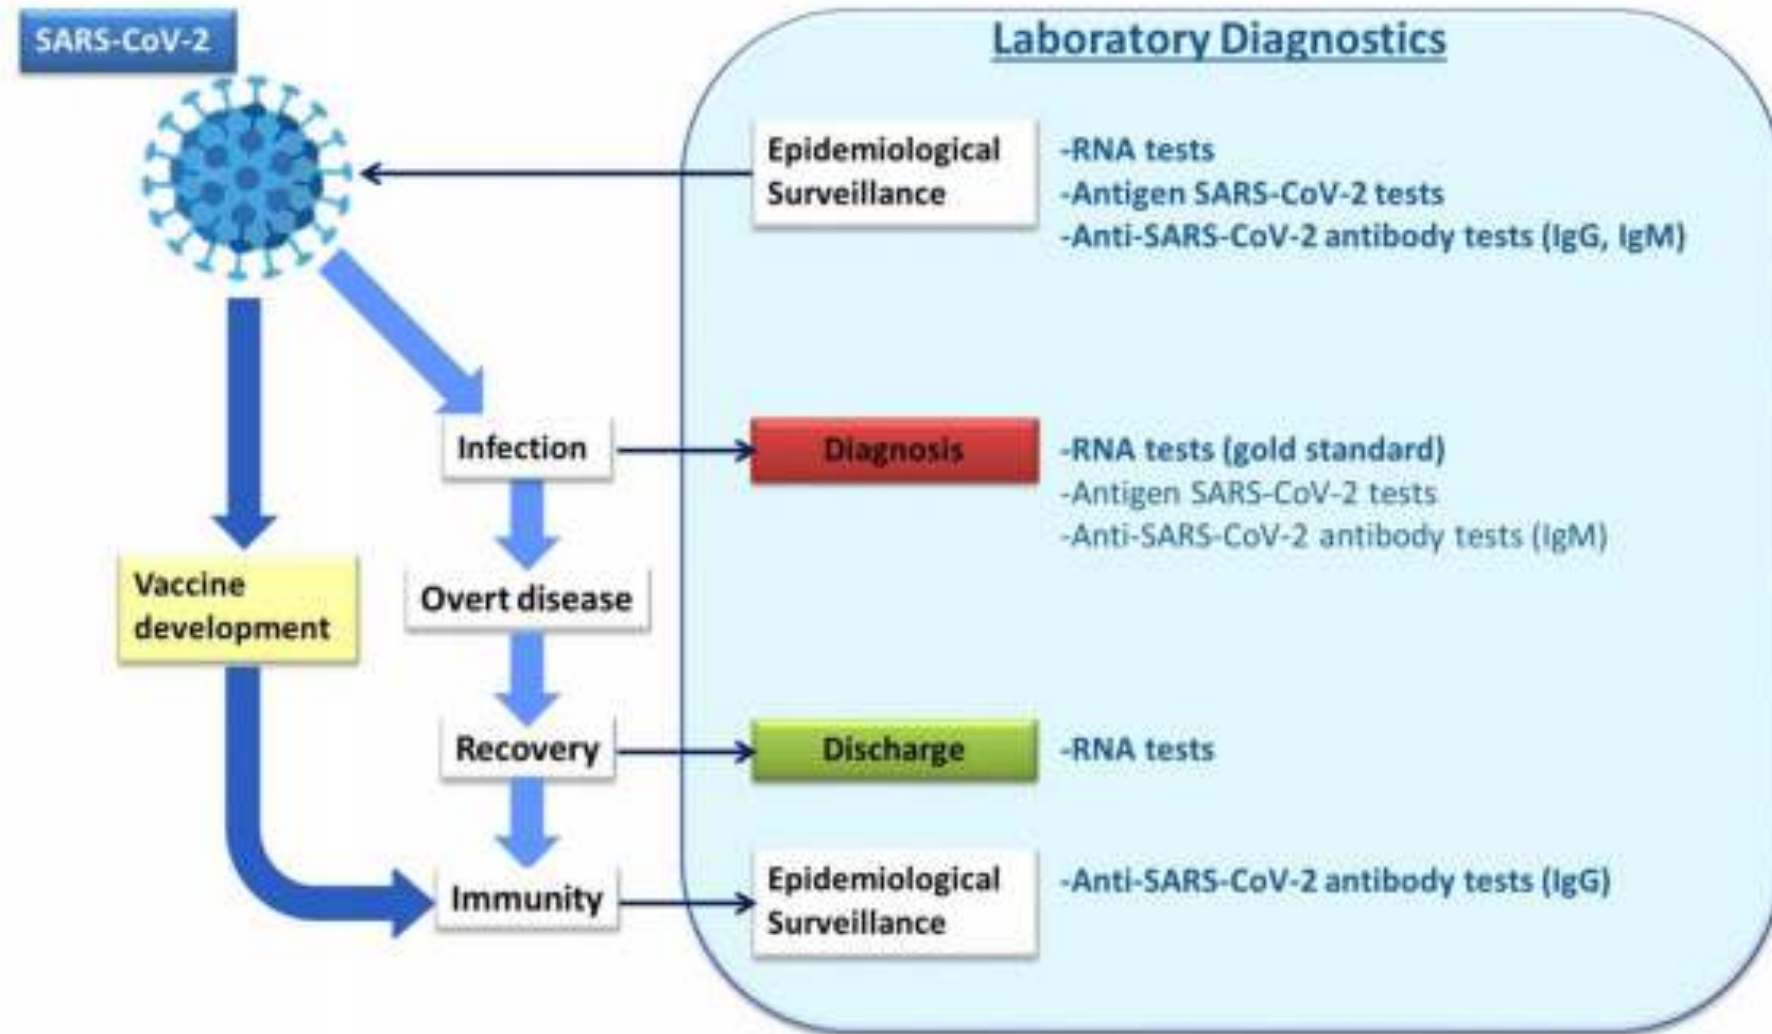 SARS-CoV-2
Laboratory Diagnostics
Epidemiological
Surveillance
-RNA tests
-Antigen SARS-CoV-2 tests
-Anti-SARS-CoV-2 antibody tests (IgG, IgM)
Infection
Diagnosis
-RNA tests (gold standard)
-Antigen SARS-CoV-2 tests
-Anti-SARS-CoV-2 antibody tests (IgM)
Vaccine
development
Overt disease
Recovery
Discharge
-RNA tests
Immunity
Epidemiological
Surveillance
-Anti-SARS-CoV-2 antibody tests (IgG)